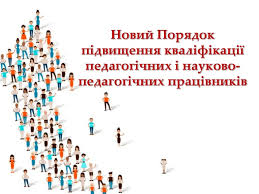 Новий Порядок
підвищення кваліфікації
педагогічних і науково-
педагогічних працівників